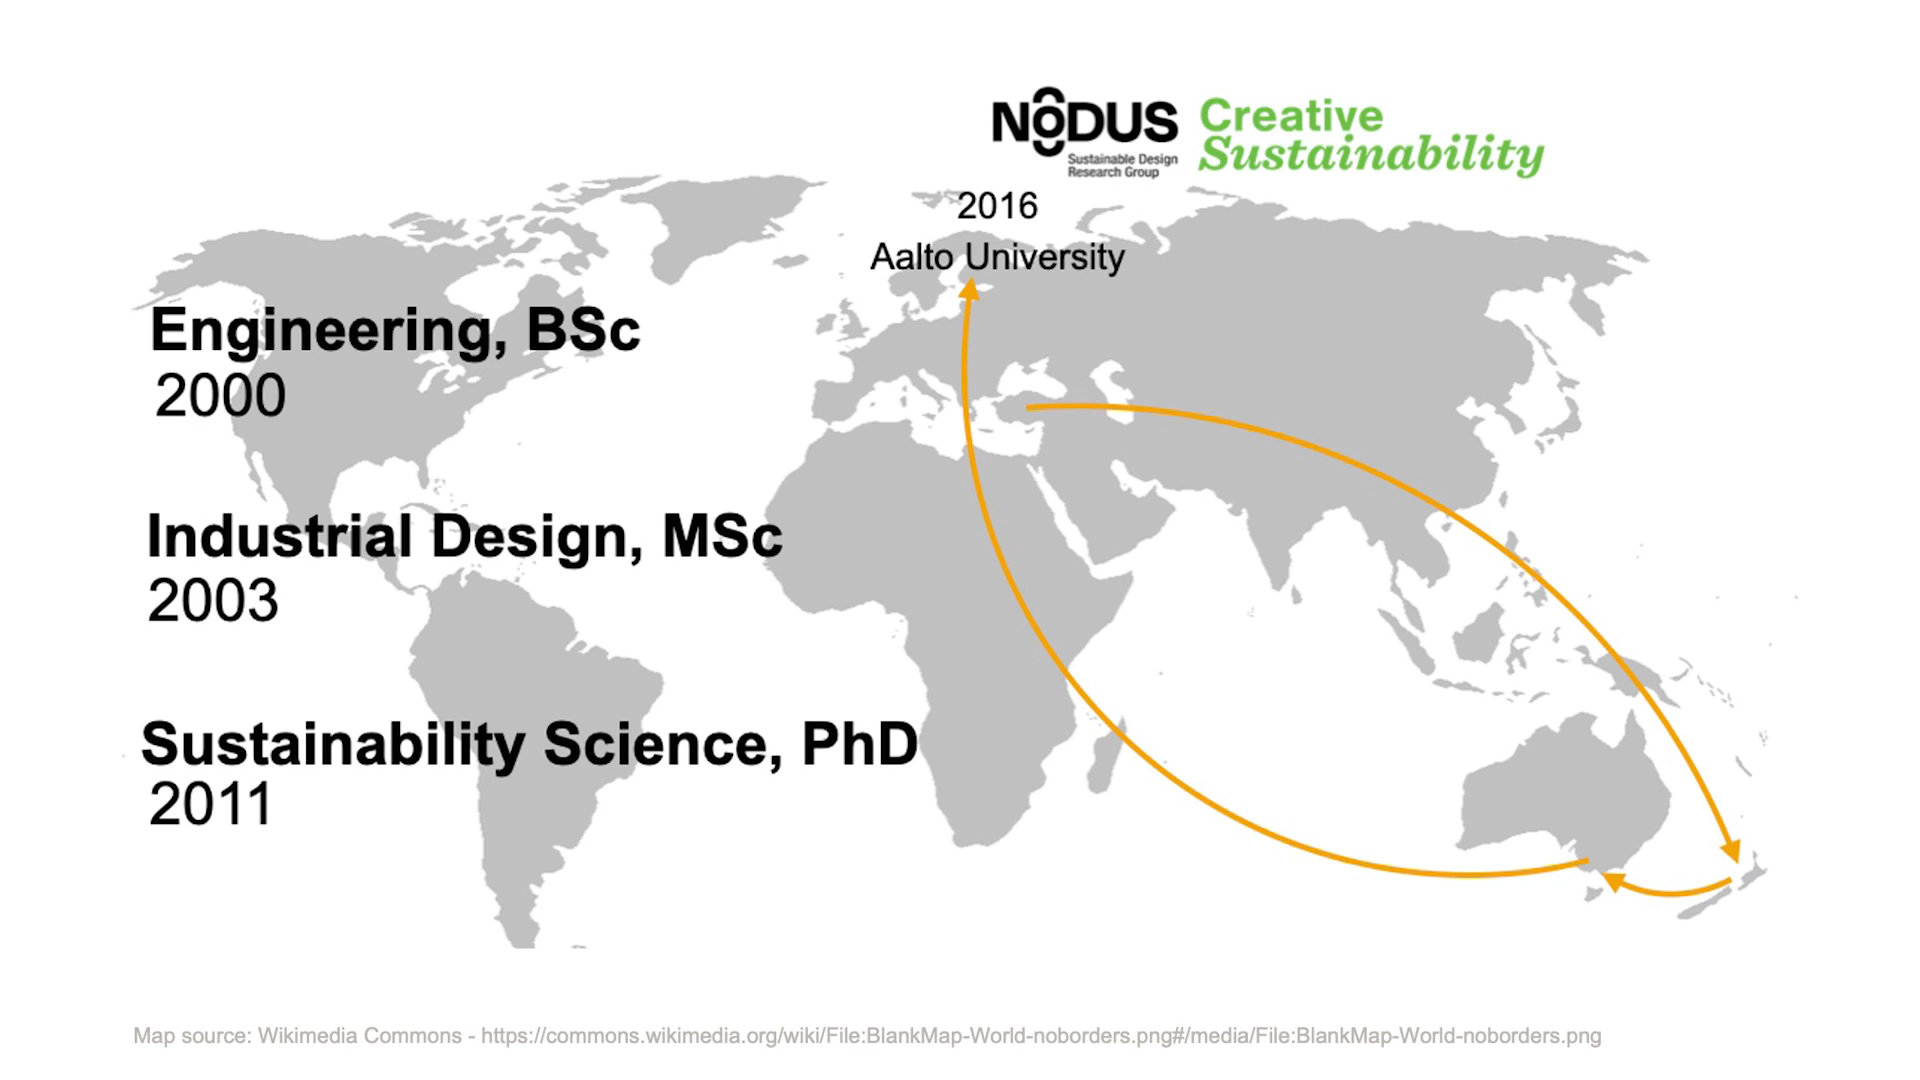 NODUS
Sustainable Design
Research Group
Creative
Sustainability
2016
Aalto University
Engineering, BSc
2000
Industrial Design, MSc
2003
Sustainability Science, PhD
2011
Map source: Wikimedia Commons - https://commons.wikimedia.org/wiki/File:BlankMap-World-noborders.png#/media/File:BlankMap-World-noborders.png